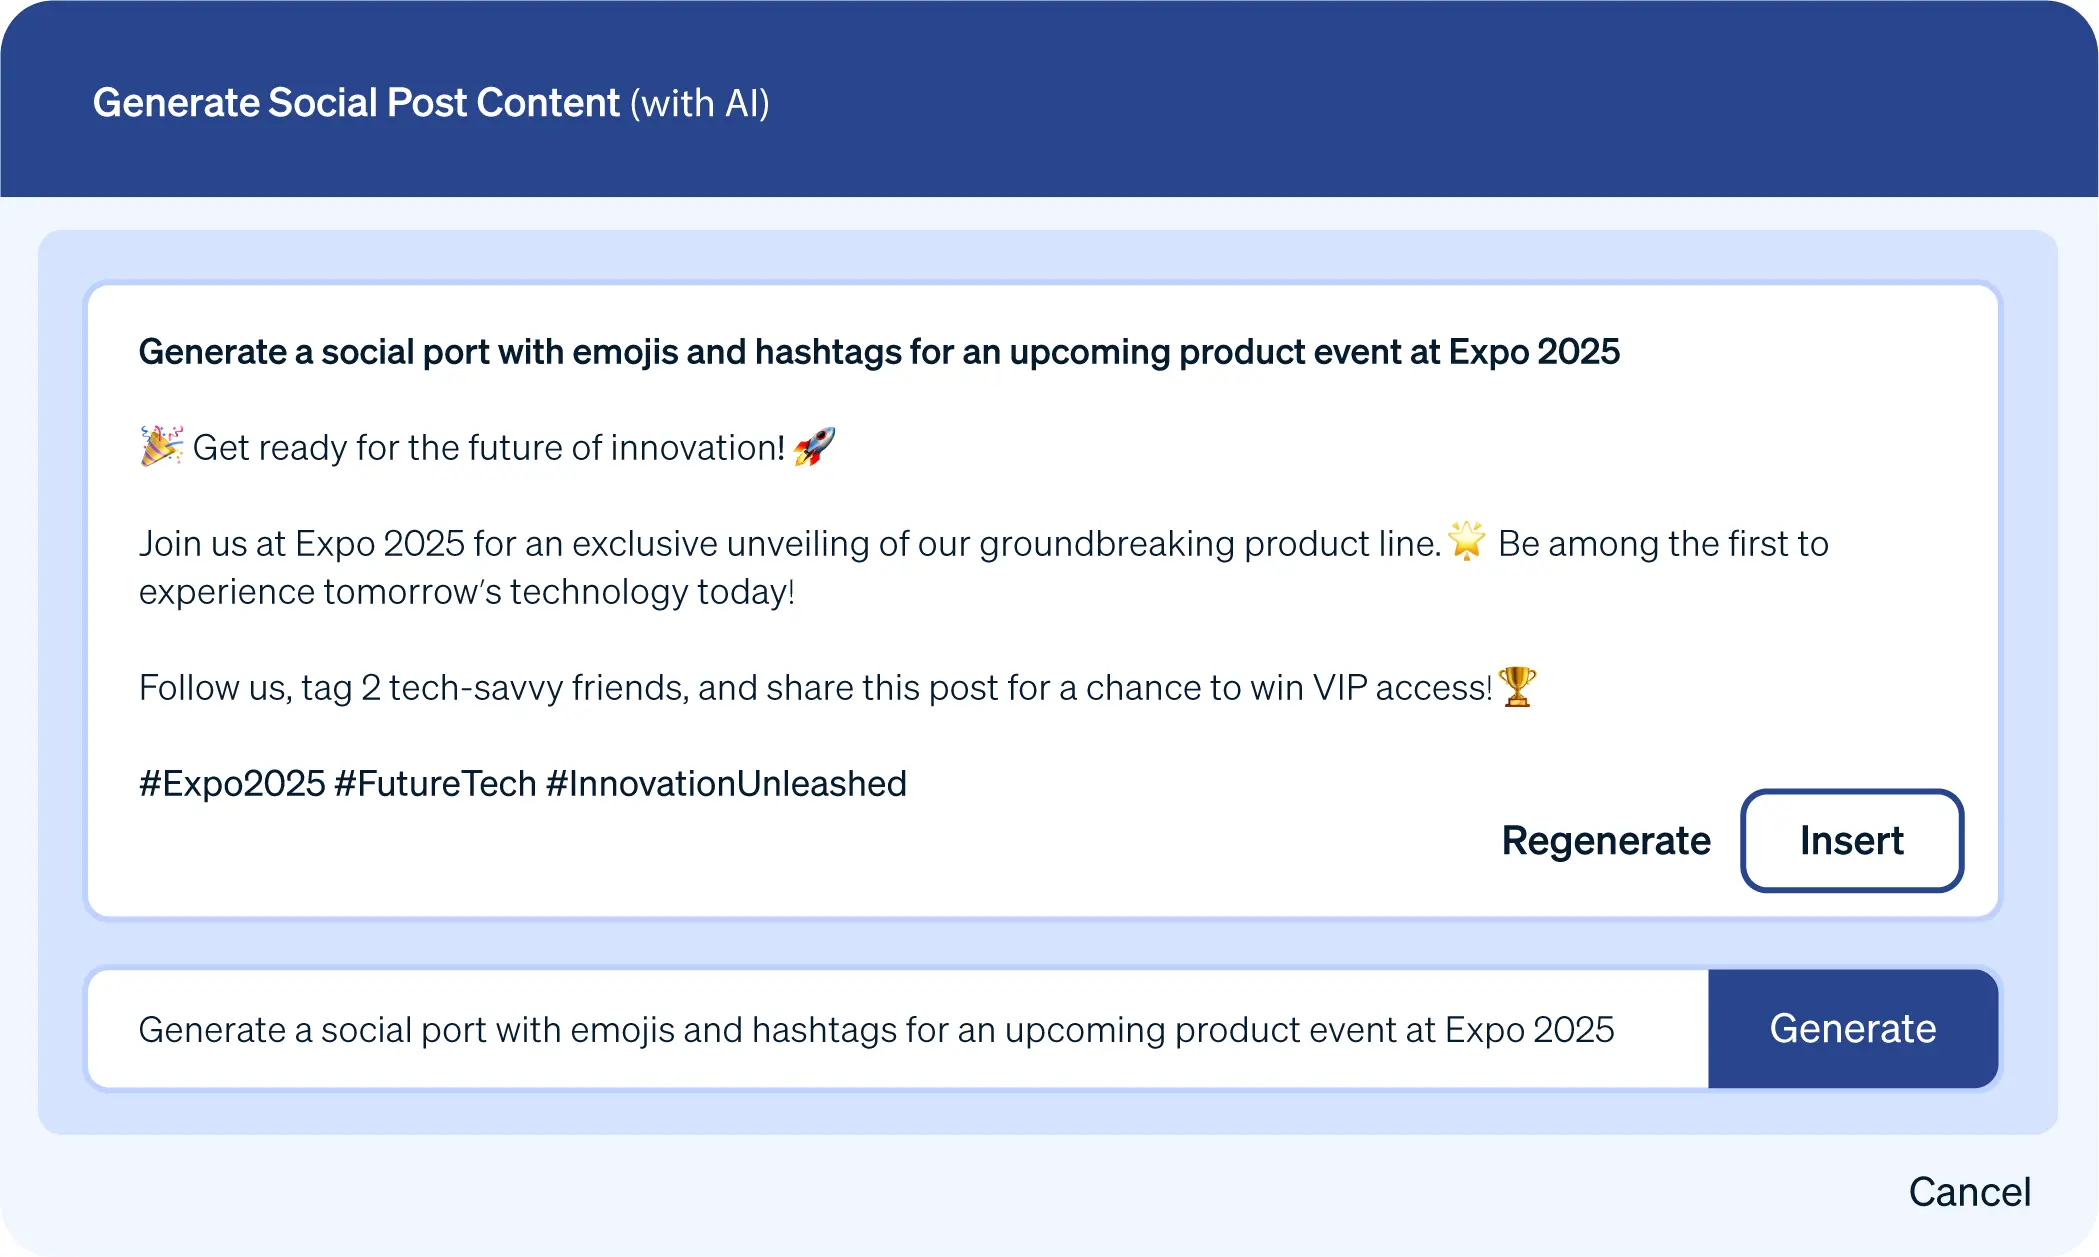 Generate Social Post Content (with AI)
Generate a social port with emojis and hashtags for an upcoming product event at Expo 2025
🎉 Get ready for the future of innovation! 🚀
Join us at Expo 2025 for an exclusive unveiling of our groundbreaking product line. 🌟 Be among the first to
experience tomorrow’s technology today!
Follow us, tag 2 tech-savvy friends, and share this post for a chance to win VIP access! 🏆
#Expo2025 #FutureTech #InnovationUnleashed
Regenerate Insert
Generate a social port with emojis and hashtags for an upcoming product event at Expo 2025 Generate
Cancel